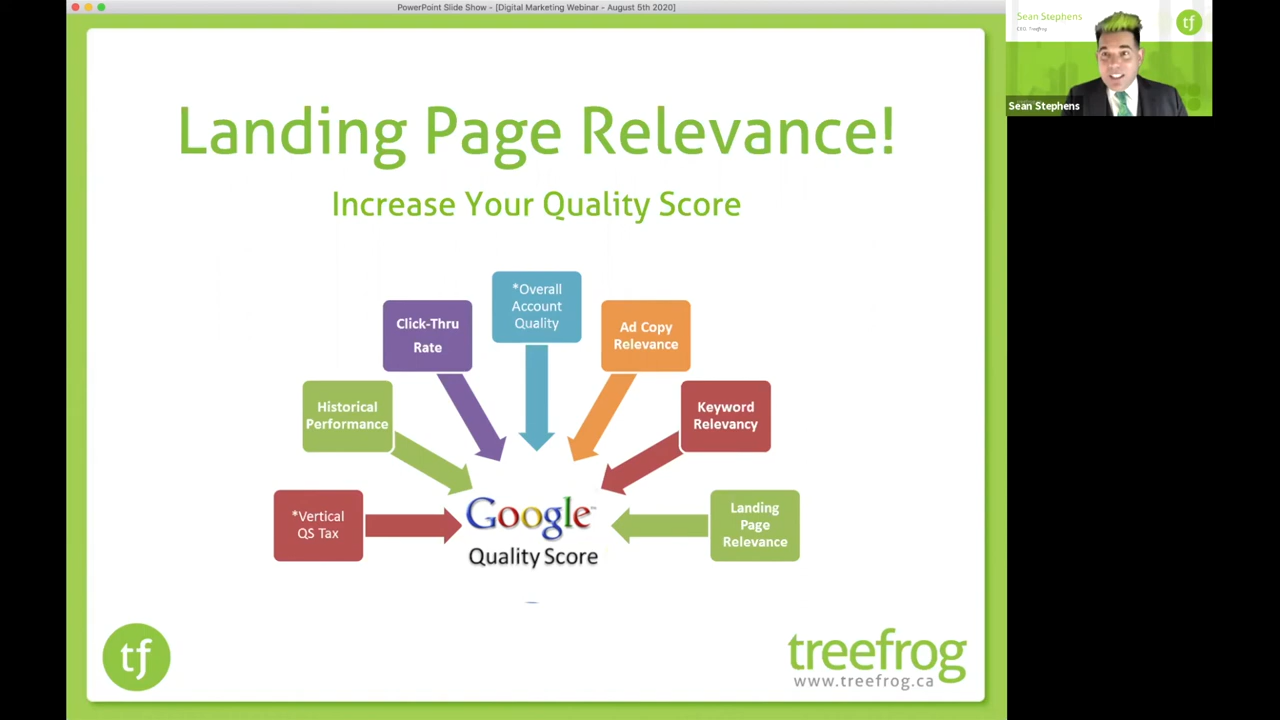 PowerPoint Slide Show - [Digital Marketing Webinar - August 5th 2020]
Sean Stephens
CEO, Treefrog
tf
Sean Stephens
Landing Page Relevance!
Increase Your Quality Score
*Overall
Account
Quality
Click-Thru
Rate
Ad Copy
Relevance
Historical
Performance
Keyword
Relevancy
*Vertical
QS Tax
Landing
Page
Relevance
Google™
Quality Score
tf
treefrog
www.treefrog.ca